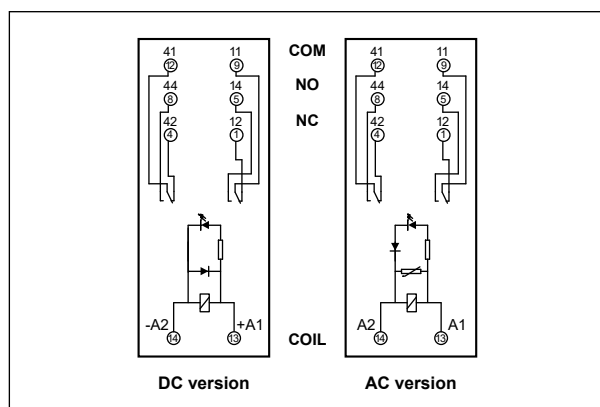 41 11 COM 41 11
12 9 12 9
44 14 NO 44 14
8 5 8 5
42 12 NC 42 12
4 1 4 1
-A2 +A1 A2 A1
14 13 COIL 14 13
DC version AC version